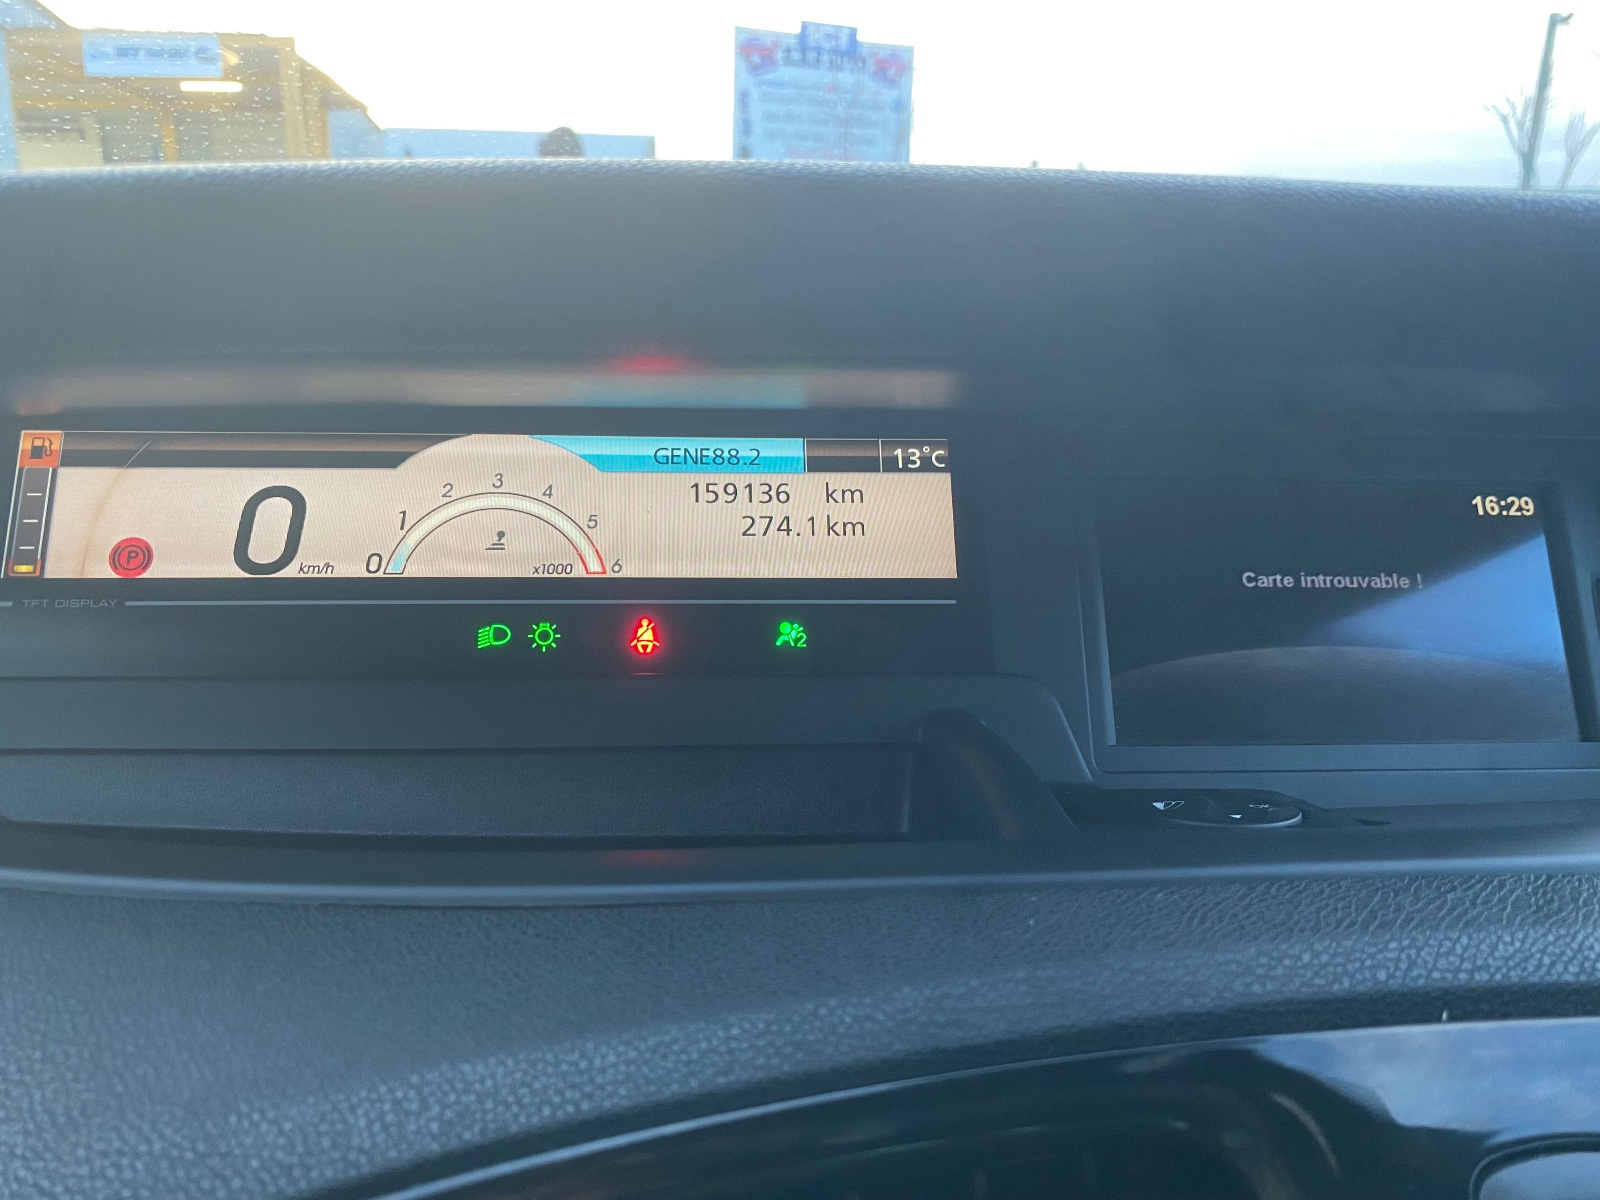 GENE88.2
13°C
159136 km
274.1 km
0 km/h
0 1 2 3 4 5 6
x1000
P
TFT DISPLAY
2
16:29
Carte introuvable !